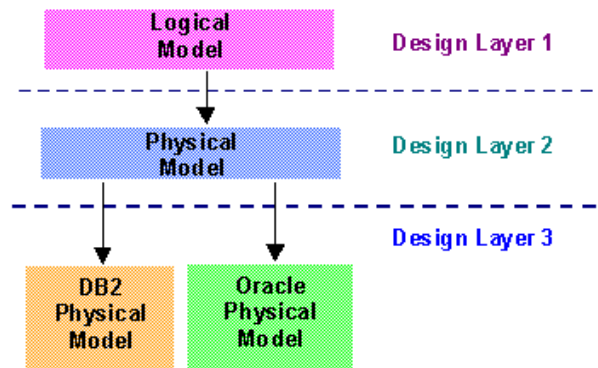 Logical
Model
Design Layer 1
Physical
Model
Design Layer 2
Design Layer 3
DB2
Physical
Model
Oracle
Physical
Model